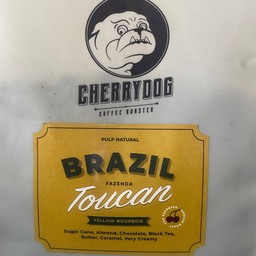 CHERRYDOG
COFFEE ROASTER
PULP NATURAL
BRAZIL
FAZENDA
Toucan
YELLOW BOURBON
Sugar Cane, Almond, Chocolate, Black Tea,
Butter, Caramel, Very Creamy